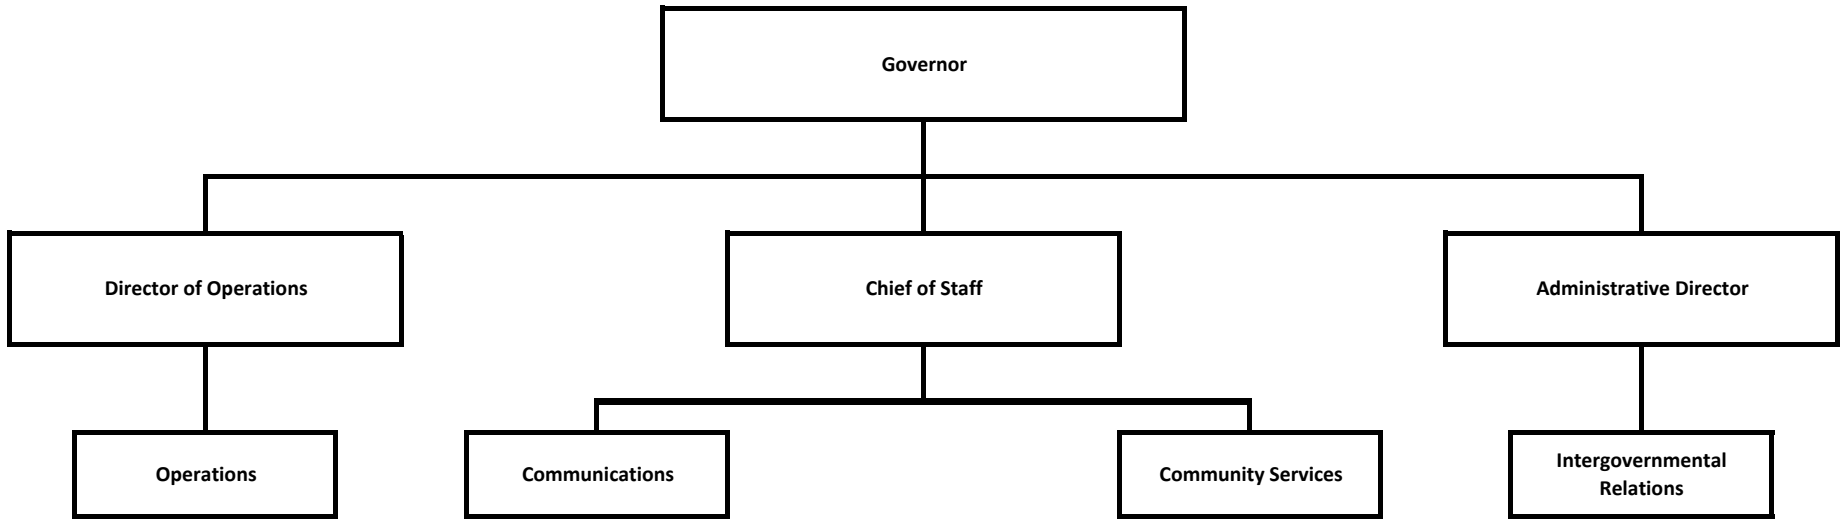 Governor
Director of Operations
Chief of Staff
Administrative Director
Operations
Communications
Community Services
Intergovernmental
Relations